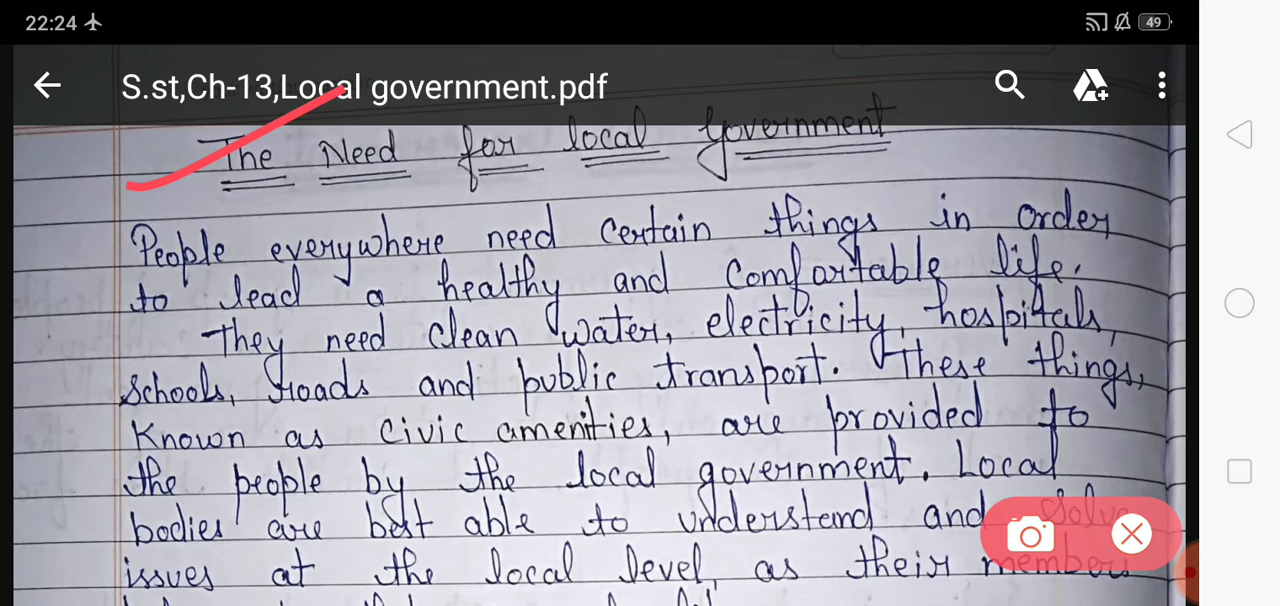 22:24
49
S.st,Ch-13,Local government.pdf
The Need for local Government
People everywhere need certain things in order
to lead a healthy and comfortable life.
They need clean water, electricity, hospitals,
schools, roads and public transport. These things,
known as civic amenities, are provided to
the people by the local government. Local
bodies are best able to understand and solve
issues at the local level, as their members